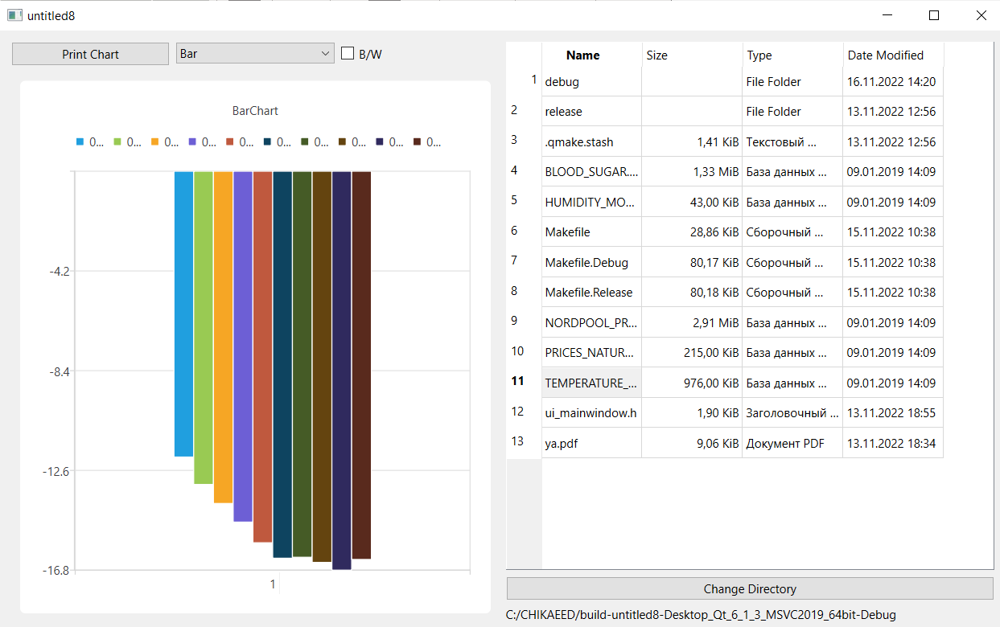 untitled8
Print Chart Bar B/W
BarChart
0... 0... 0... 0... 0... 0... 0... 0... 0... 0...
-4.2
-8.4
-12.6
-16.8
1
Name Size Type Date Modified
1 debug File Folder 16.11.2022 14:20
2 release File Folder 13.11.2022 12:56
3 .qmake.stash 1,41 KiB Текстовый ... 13.11.2022 12:56
4 BLOOD_SUGAR.... 1,33 MiB База данных ... 09.01.2019 14:09
5 HUMIDITY_MO... 43,00 KiB База данных ... 09.01.2019 14:09
6 Makefile 28,86 KiB Сборочный ... 15.11.2022 10:38
7 Makefile.Debug 80,17 KiB Сборочный ... 15.11.2022 10:38
8 Makefile.Release 80,18 KiB Сборочный ... 15.11.2022 10:38
9 NORDPOOL_PR... 2,91 MiB База данных ... 09.01.2019 14:09
10 PRICES_NATUR... 215,00 KiB База данных ... 09.01.2019 14:09
11 TEMPERATURE_... 976,00 KiB База данных ... 09.01.2019 14:09
12 ui_mainwindow.h 1,90 KiB Заголовочный ... 13.11.2022 18:55
13 ya.pdf 9,06 KiB Документ PDF 13.11.2022 18:34
Change Directory
C:/CHIKAEED/build-untitled8-Desktop_Qt_6_1_3_MSVC2019_64bit-Debug